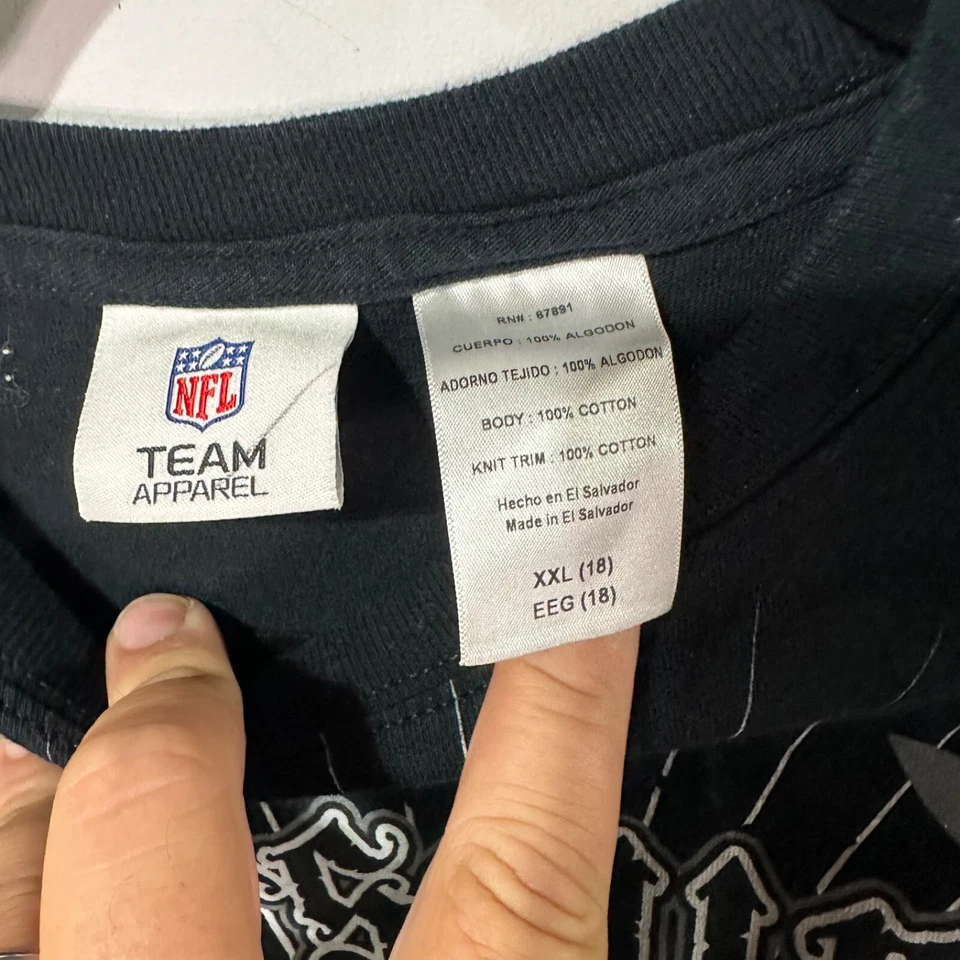 NFL
TEAM
APPAREL
RN# : 67891
CUERPO : 100% ALGODON
ADORNO TEJIDO : 100% ALGODON
BODY : 100% COTTON
KNIT TRIM : 100% COTTON
Hecho en El Salvador
Made in El Salvador
XXL (18)
EEG (18)